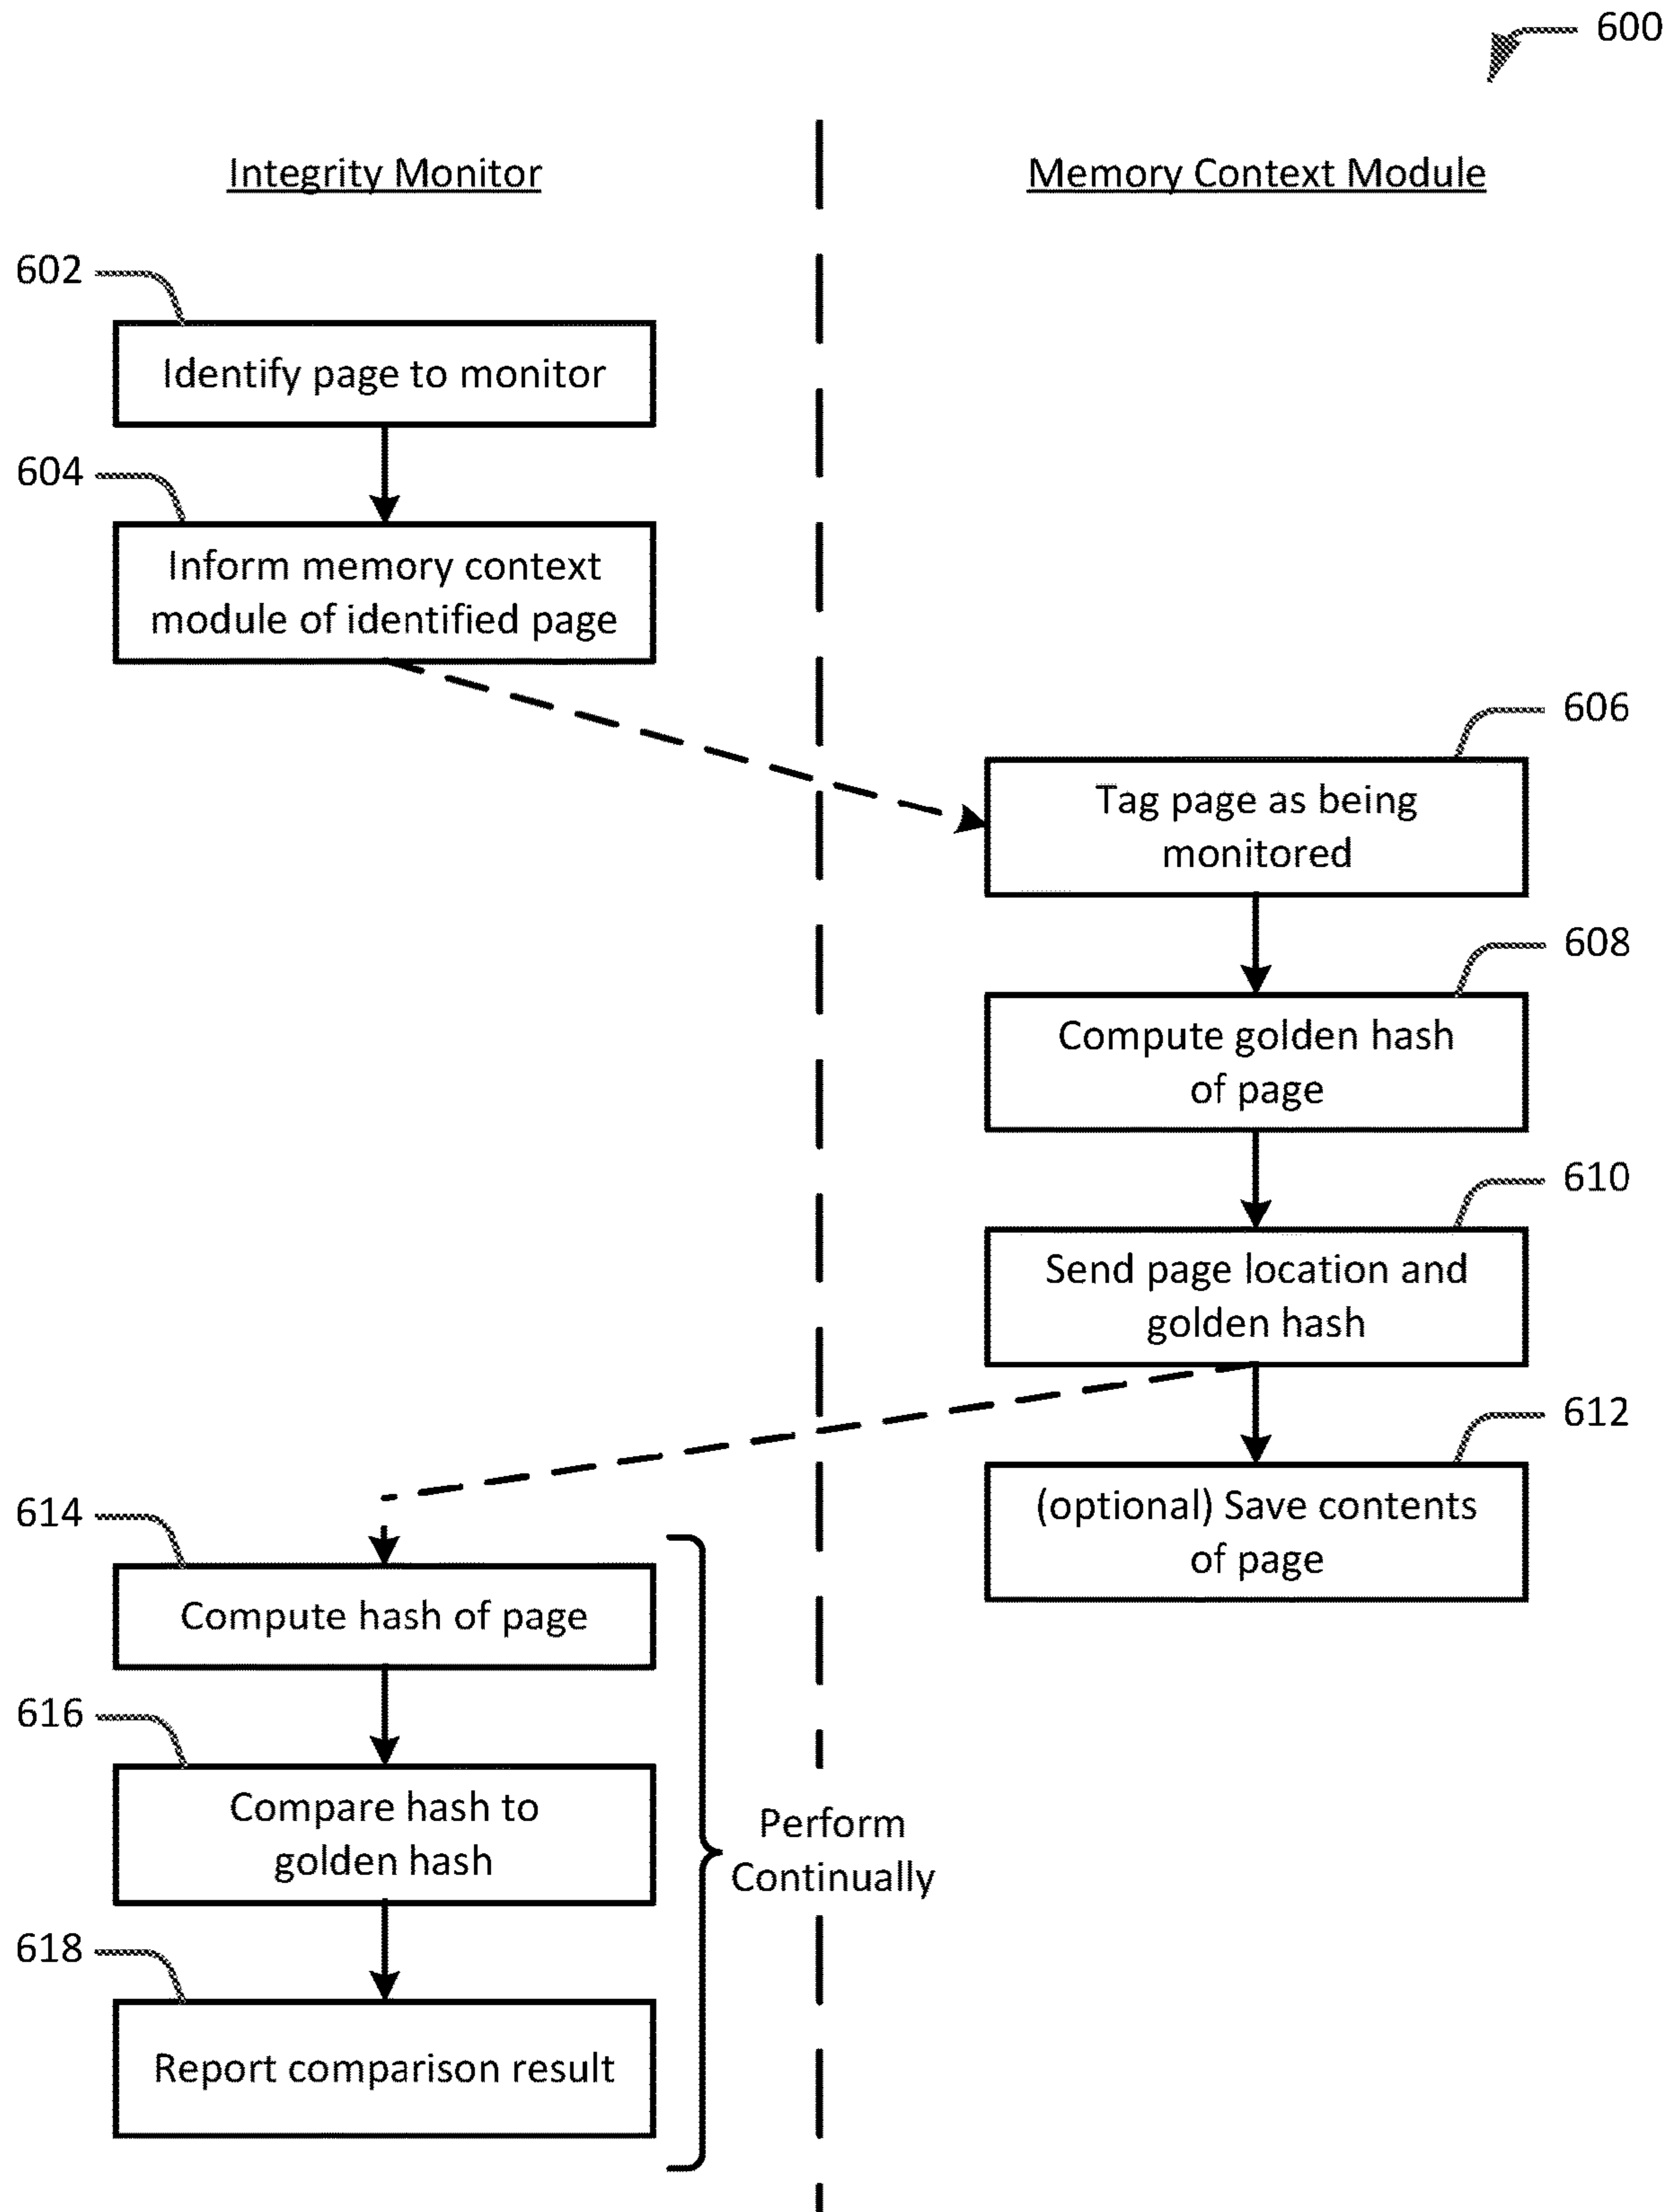 600
Integrity Monitor
Memory Context Module
602
Identify page to monitor
604
Inform memory context
module of identified page
606
Tag page as being
monitored
608
Compute golden hash
of page
610
Send page location and
golden hash
612
(optional) Save contents
of page
614
Compute hash of page
616
Compare hash to
golden hash
Perform
Continually
618
Report comparison result